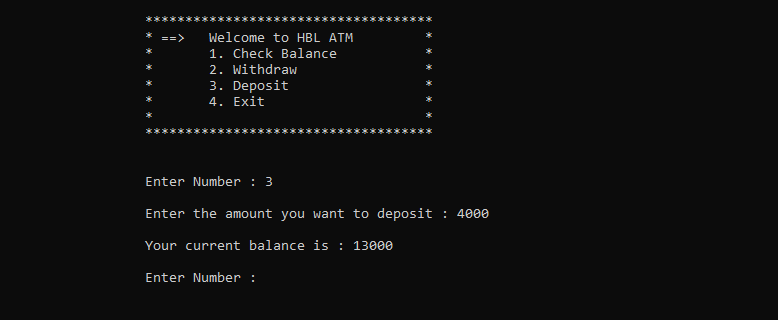 ************************************
* ==>   Welcome to HBL ATM         *
*       1. Check Balance           *
*       2. Withdraw                *
*       3. Deposit                 *
*       4. Exit                    *
*                                  *
************************************
Enter Number : 3
Enter the amount you want to deposit : 4000
Your current balance is : 13000
Enter Number :